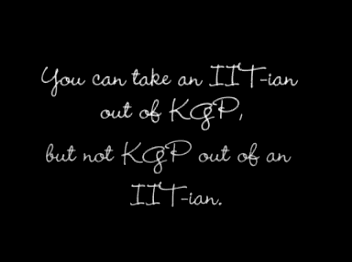 You can take an IIT-ian
out of KGP,
but not KGP out of an
IIT-ian.